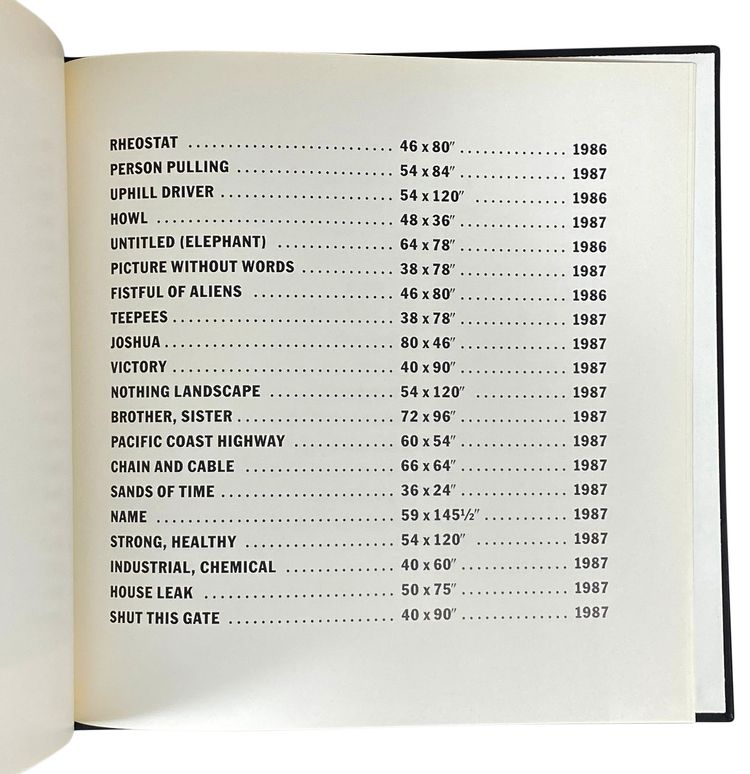 RHEOSTAT ........................ 46 x 80″ .............. 1986
PERSON PULLING ................... 54 x 84″ .............. 1987
UPHILL DRIVER ..................... 54 x 120″ ............. 1986
HOWL ............................ 48 x 36″ .............. 1987
UNTITLED (ELEPHANT) .............. 64 x 78″ .............. 1986
PICTURE WITHOUT WORDS ........... 38 x 78″ .............. 1987
FISTFUL OF ALIENS ................. 46 x 80″ .............. 1986
TEEPEES .......................... 38 x 78″ .............. 1987
JOSHUA ........................... 80 x 46″ .............. 1987
VICTORY .......................... 40 x 90″ .............. 1987
NOTHING LANDSCAPE ............... 54 x 120″ ............. 1987
BROTHER, SISTER ................... 72 x 96″ .............. 1987
PACIFIC COAST HIGHWAY ............ 60 x 54″ .............. 1987
CHAIN AND CABLE .................. 66 x 64″ .............. 1987
SANDS OF TIME ..................... 36 x 24″ .............. 1987
NAME ............................ 59 x 145½″ ........... 1987
STRONG, HEALTHY .................. 54 x 120″ ............. 1987
INDUSTRIAL, CHEMICAL ............. 40 x 60″ .............. 1987
HOUSE LEAK ....................... 50 x 75″ .............. 1987
SHUT THIS GATE .................... 40 x 90″ .............. 1987